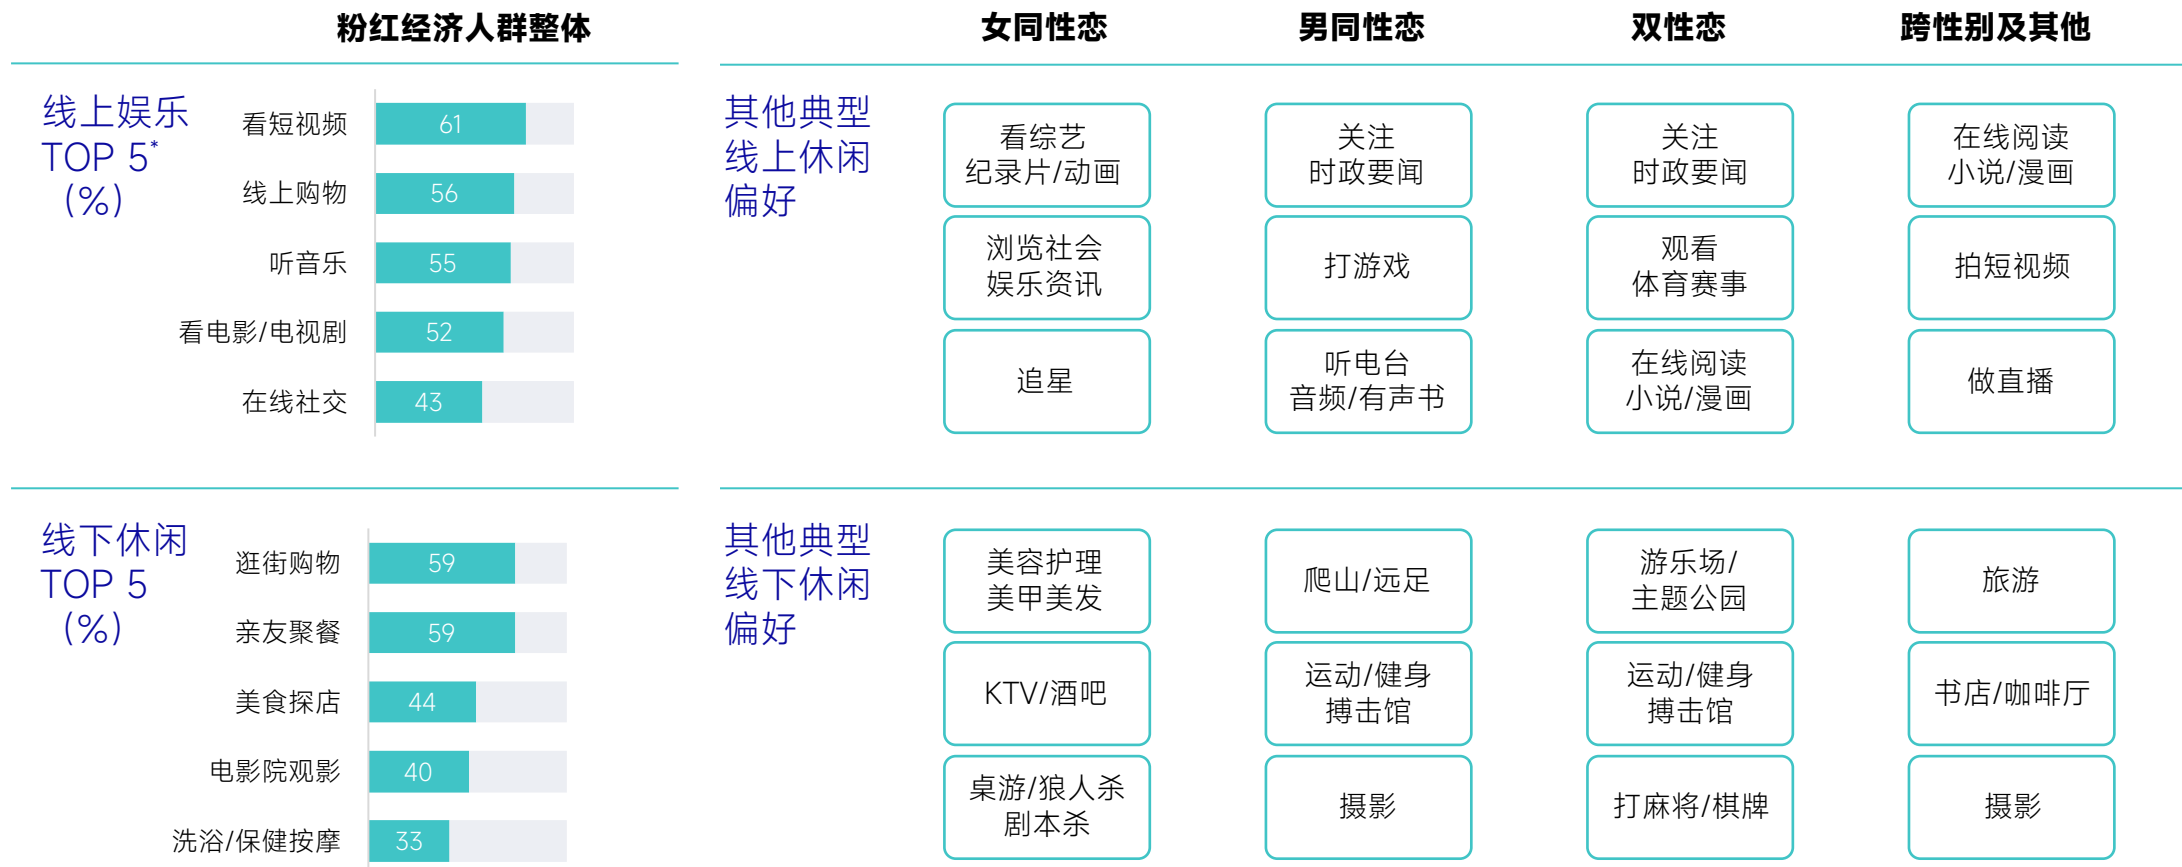 粉红经济人群整体
女同性恋
男同性恋
双性恋
跨性别及其他
线上娱乐
TOP 5*
(%)
看短视频
61
线上购物
56
听音乐
55
看电影/电视剧
52
在线社交
43
其他典型
线上休闲
偏好
看综艺
纪录片/动画
浏览社会
娱乐资讯
追星
关注
时政要闻
打游戏
听电台
音频/有声书
关注
时政要闻
观看
体育赛事
在线阅读
小说/漫画
在线阅读
小说/漫画
拍短视频
做直播
线下休闲
TOP 5
(%)
逛街购物
59
亲友聚餐
59
美食探店
44
电影院观影
40
洗浴/保健按摩
33
其他典型
线下休闲
偏好
美容护理
美甲美发
KTV/酒吧
桌游/狼人杀
剧本杀
爬山/远足
运动/健身
搏击馆
摄影
游乐场/
主题公园
运动/健身
搏击馆
打麻将/棋牌
旅游
书店/咖啡厅
摄影